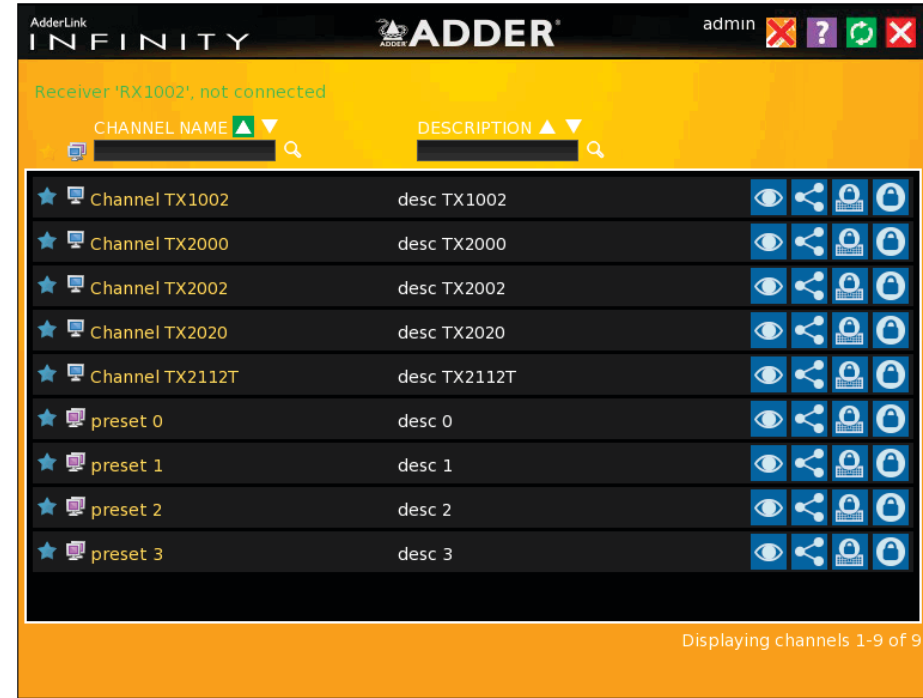 AdderLink
INFINITY
ADDER
ADDER®
admin
?
Receiver 'RX1002', not connected
CHANNEL NAME
DESCRIPTION
Channel TX1002 desc TX1002
Channel TX2000 desc TX2000
Channel TX2002 desc TX2002
Channel TX2020 desc TX2020
Channel TX2112T desc TX2112T
preset 0 desc 0
preset 1 desc 1
preset 2 desc 2
preset 3 desc 3
Displaying channels 1-9 of 9